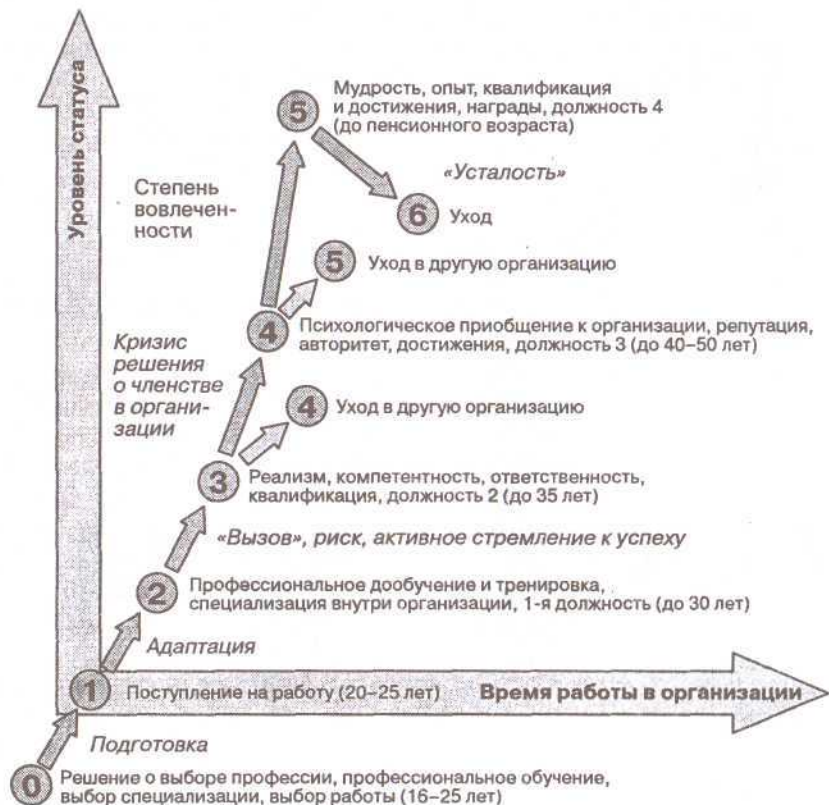 Уровень статуса
5
Мудрость, опыт, квалификация
и достижения, награды, должность 4
(до пенсионного возраста)
«Усталость»
Степень
вовлечен-
ности
6
Уход
5
Уход в другую организацию
4
Психологическое приобщение к организации, репутация,
авторитет, достижения, должность 3 (до 40–50 лет)
Кризис
решения
о членстве
в органи-
зации
4
Уход в другую организацию
3
Реализм, компетентность, ответственность,
квалификация, должность 2 (до 35 лет)
«Вызов», риск, активное стремление к успеху
2
Профессиональное дообучение и тренировка,
специализация внутри организации, 1-я должность (до 30 лет)
Адаптация
1
Поступление на работу (20–25 лет)
Время работы в организации
Подготовка
0
Решение о выборе профессии, профессиональное обучение,
выбор специализации, выбор работы (16–25 лет)